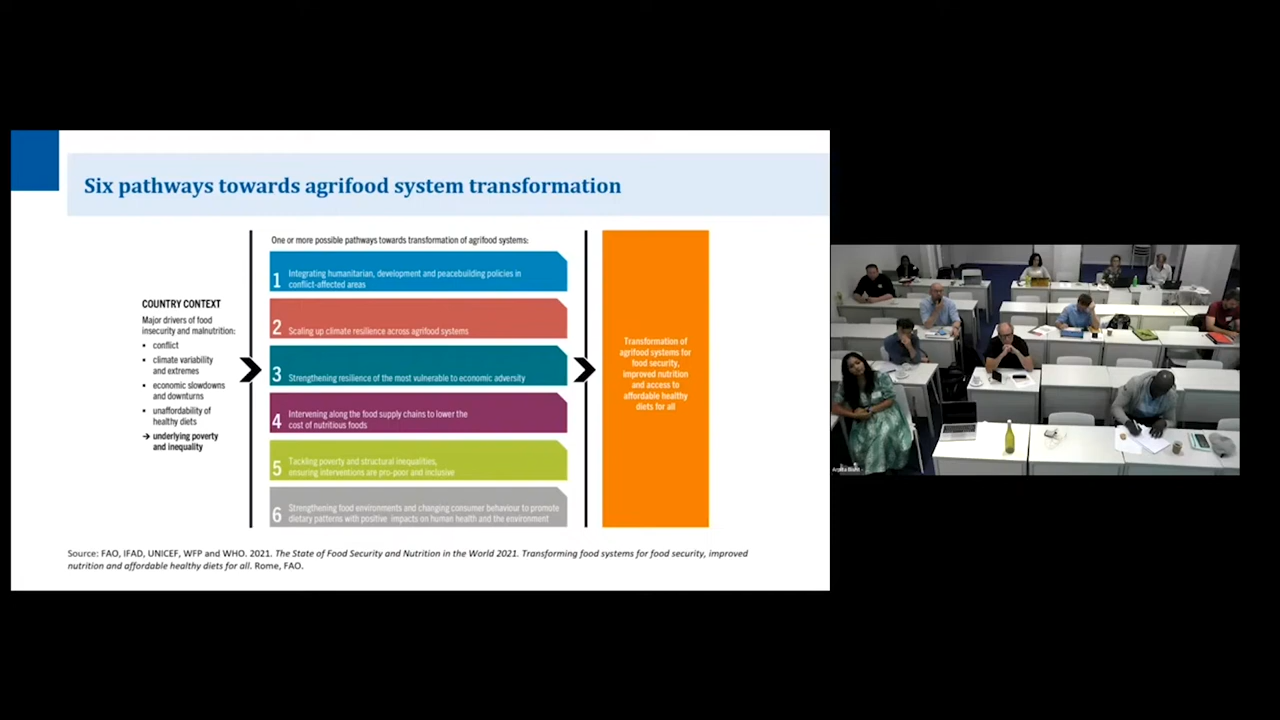 Six pathways towards agrifood system transformation
One or more possible pathways towards transformation of agrifood systems:
COUNTRY CONTEXT
Major drivers of food
insecurity and malnutrition:
• conflict
• climate variability
and extremes
• economic slowdowns
and downturns
• unaffordability of
healthy diets
→ underlying poverty
and inequality
1 Integrating humanitarian, development and peacebuilding policies in
conflict-affected areas
2 Scaling up climate resilience across agrifood systems
3 Strengthening resilience of the most vulnerable to economic adversity
4 Intervening along the food supply chains to lower the
cost of nutritious foods
5 Tackling poverty and structural inequalities,
ensuring interventions are pro-poor and inclusive
6 Strengthening food environments and changing consumer behaviour to promote
dietary patterns with positive impacts on human health and the environment
Transformation of
agrifood systems for
food security,
improved nutrition
and access to
affordable healthy
diets for all
Source: FAO, IFAD, UNICEF, WFP and WHO. 2021. The State of Food Security and Nutrition in the World 2021. Transforming food systems for food security, improved
nutrition and affordable healthy diets for all. Rome, FAO.